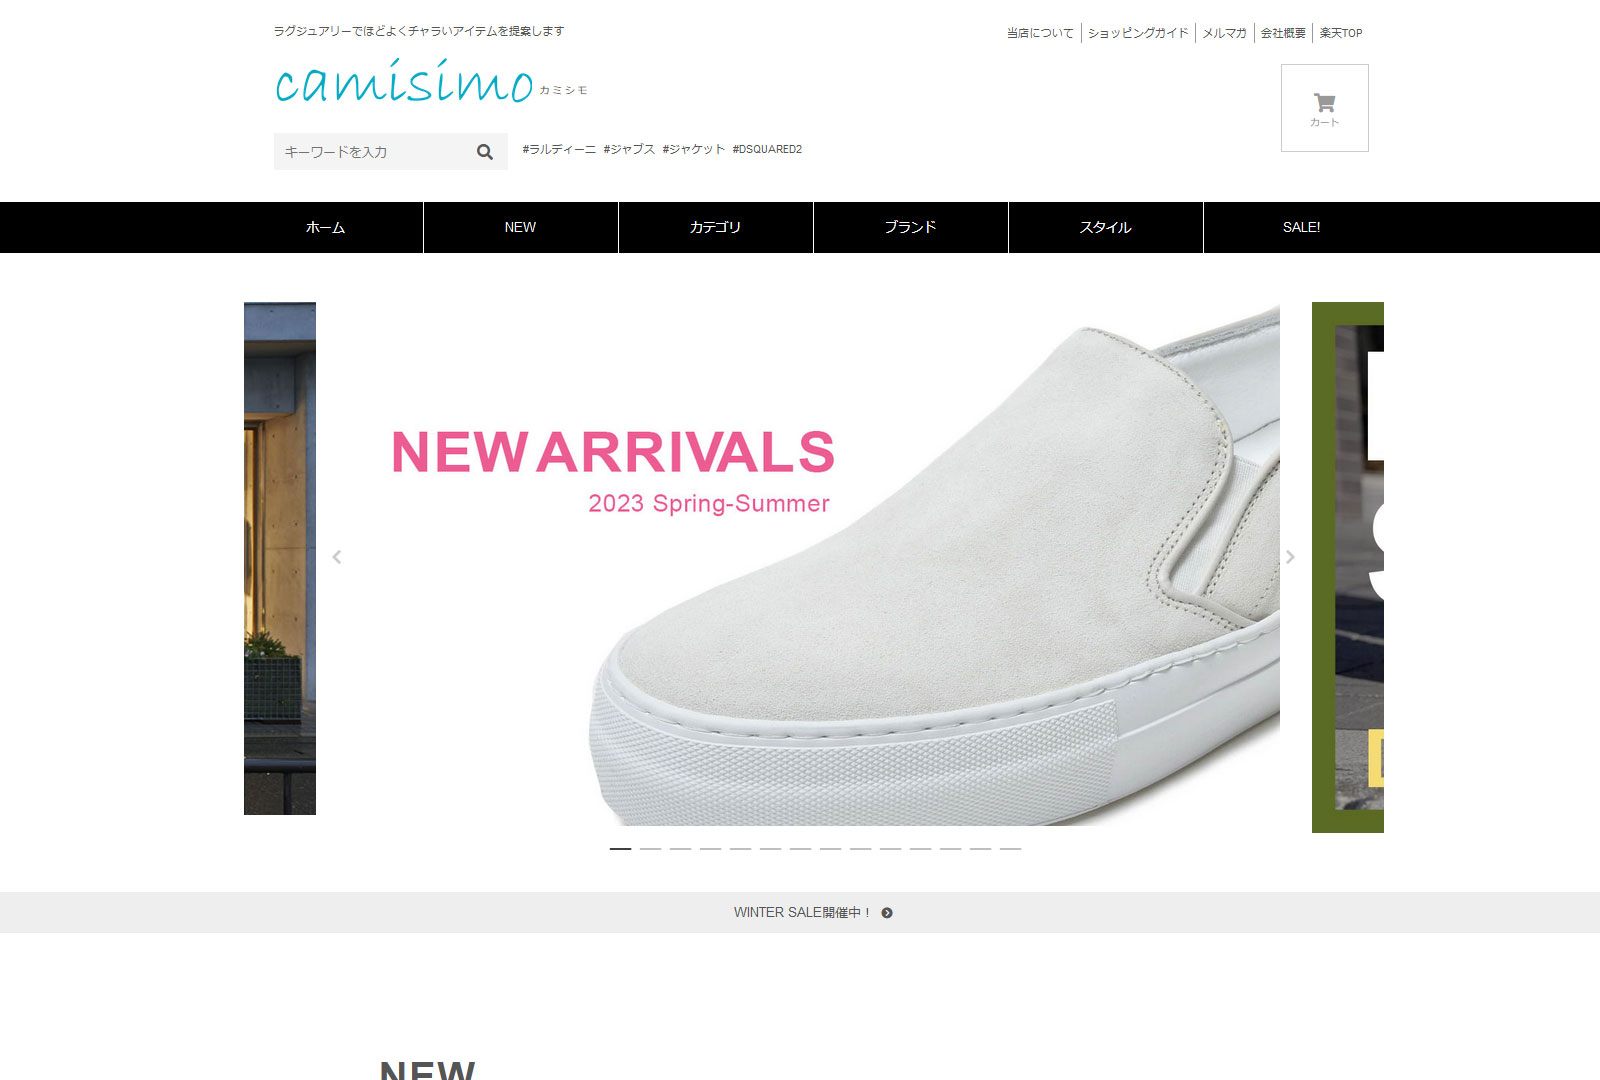 ラグジュアリーでほどよくチャラいアイテムを提案します
当店について ショッピングガイド メルマガ 会社概要 楽天TOP
camisimo カミシモ
カート
キーワードを入力 #ラルディーニ #ジャブス #ジャケット #DSQUARED2
ホーム NEW カテゴリ ブランド スタイル SALE!
NEW ARRIVALS
2023 Spring-Summer
WINTER SALE開催中！
NEW